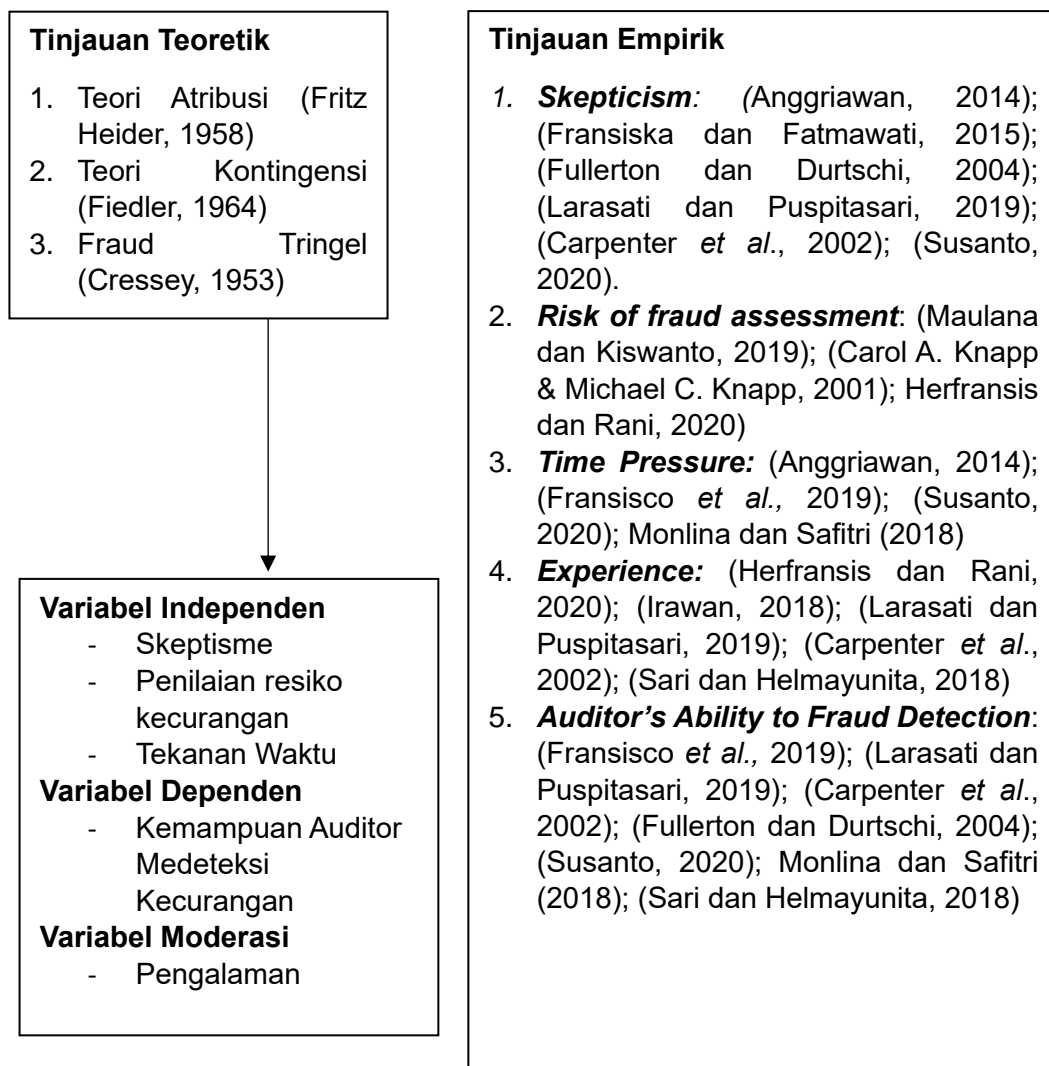 Tinjauan Teoretik
1. Teori Atribusi (Fritz
Heider, 1958)
2. Teori Kontingensi
(Fiedler, 1964)
3. Fraud Tringel
(Cressey, 1953)
Variabel Independen
- Skeptisme
- Penilaian resiko
kecurangan
- Tekanan Waktu
Variabel Dependen
- Kemampuan Auditor
Medeteksi
Kecurangan
Variabel Moderasi
- Pengalaman
Tinjauan Empirik
1. Skepticism: (Anggriawan, 2014);
(Fransiska dan Fatmawati, 2015);
(Fullerton dan Durtschi, 2004);
(Larasati dan Puspitasari, 2019);
(Carpenter et al., 2002); (Susanto,
2020).
2. Risk of fraud assessment: (Maulana
dan Kiswanto, 2019); (Carol A. Knapp
& Michael C. Knapp, 2001); Herfransis
dan Rani, 2020)
3. Time Pressure: (Anggriawan, 2014);
(Fransisco et al., 2019); (Susanto,
2020); Monlina dan Safitri (2018)
4. Experience: (Herfransis dan Rani,
2020); (Irawan, 2018); (Larasati dan
Puspitasari, 2019); (Carpenter et al.,
2002); (Sari dan Helmayunita, 2018)
5. Auditor's Ability to Fraud Detection:
(Fransisco et al., 2019); (Larasati dan
Puspitasari, 2019); (Carpenter et al.,
2002); (Fullerton dan Durtschi, 2004);
(Susanto, 2020); Monlina dan Safitri
(2018); (Sari dan Helmayunita, 2018)